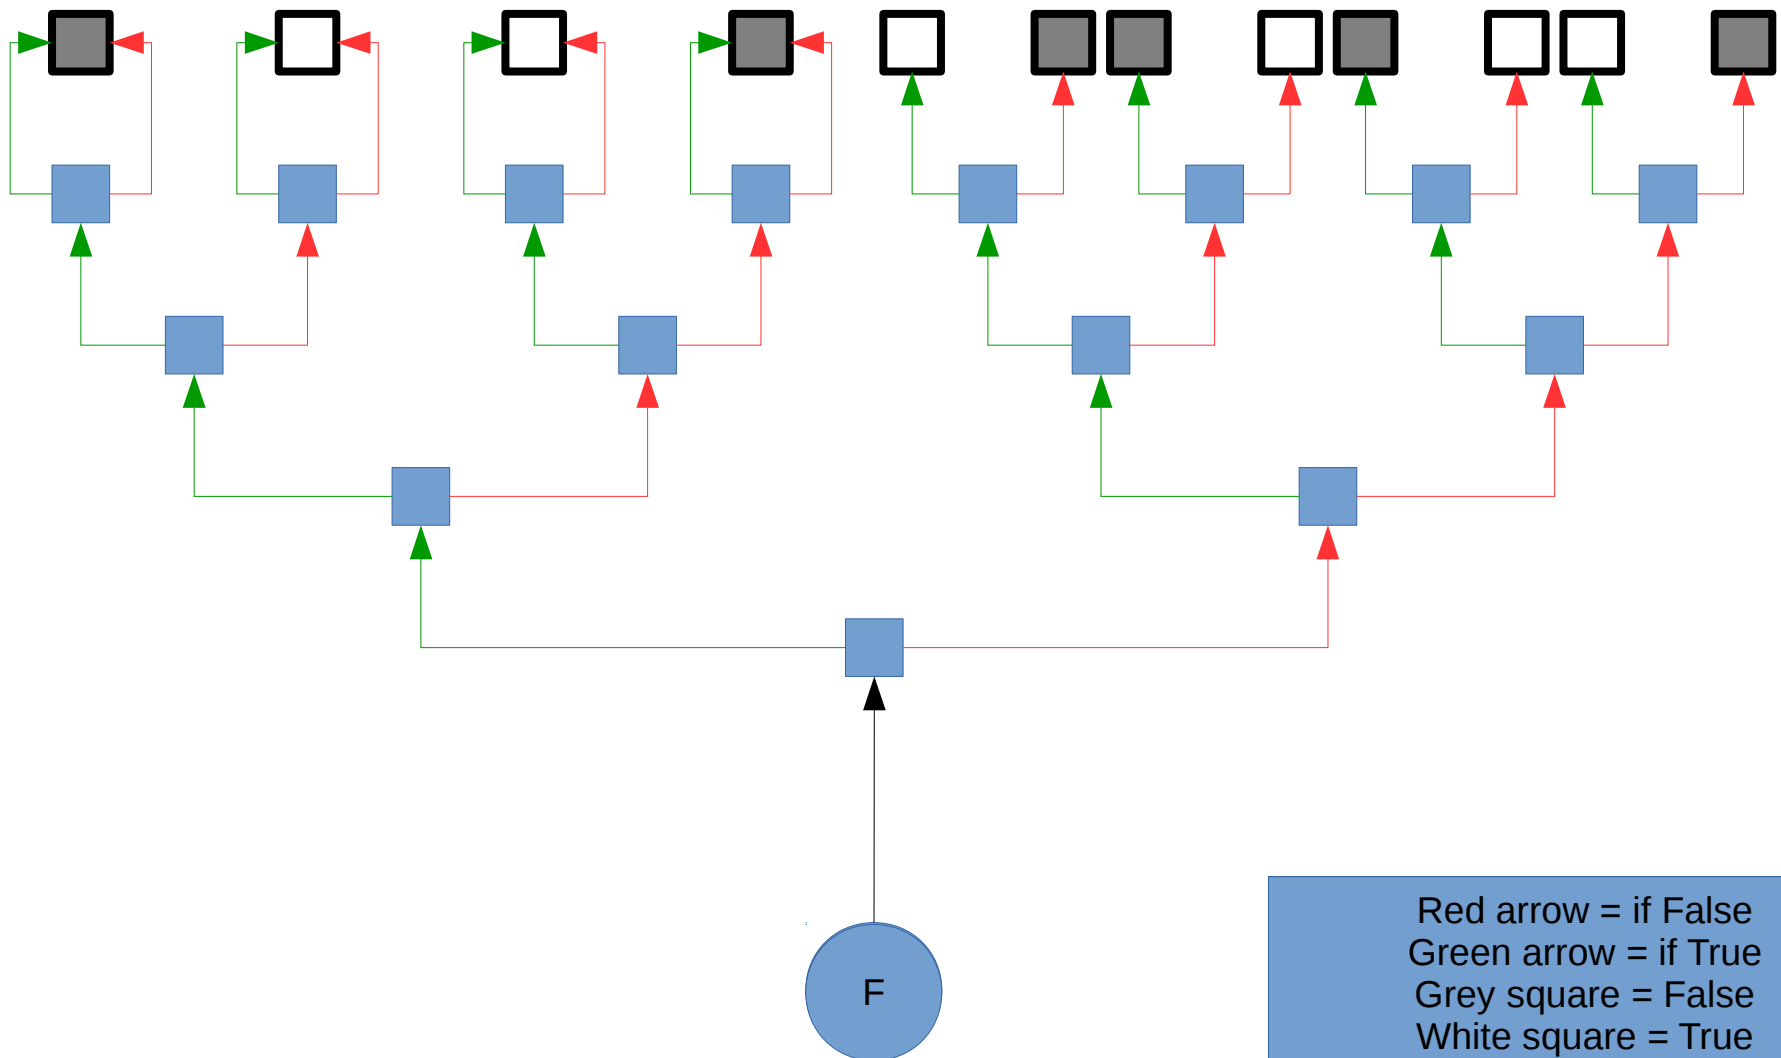 F
Red arrow = if False
Green arrow = if True
Grey square = False
White square = True